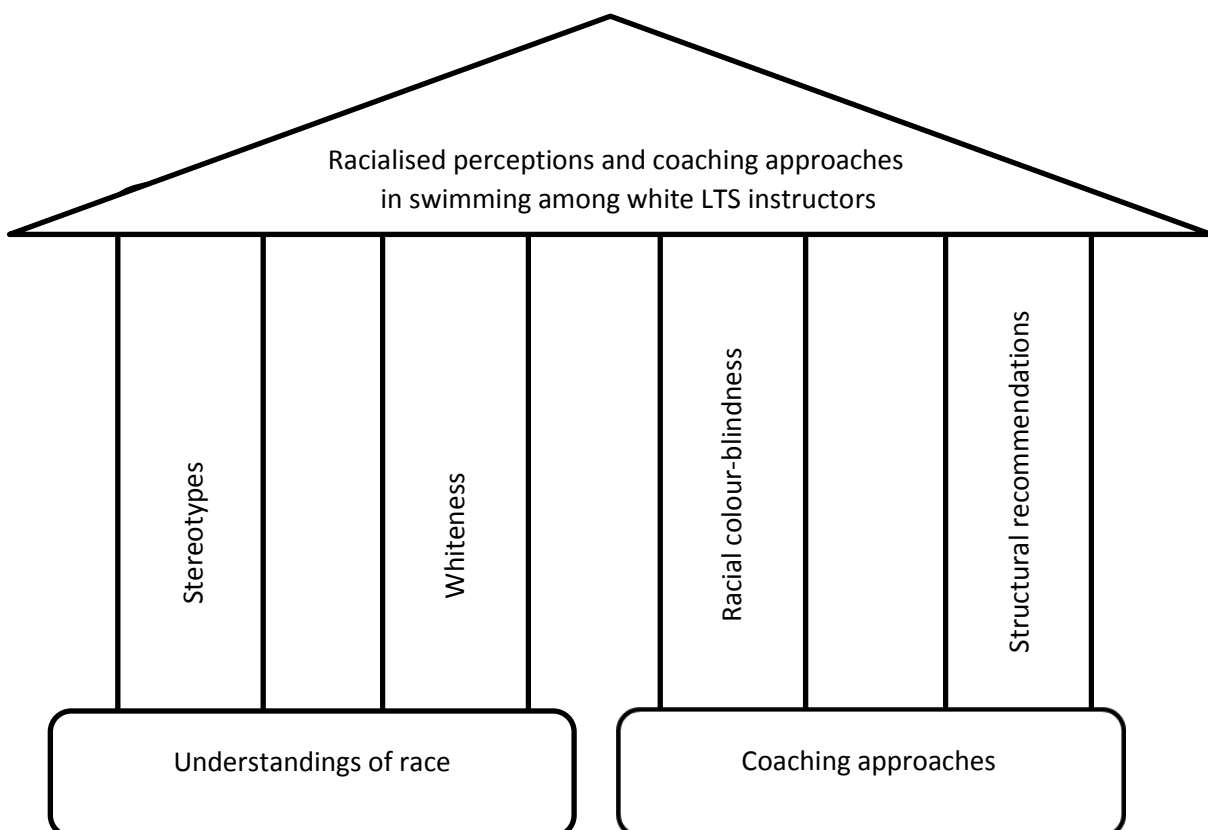 Racialised perceptions and coaching approaches
in swimming among white LTS instructors
Stereotypes
Whiteness
Racial colour-blindness
Structural recommendations
Understandings of race
Coaching approaches